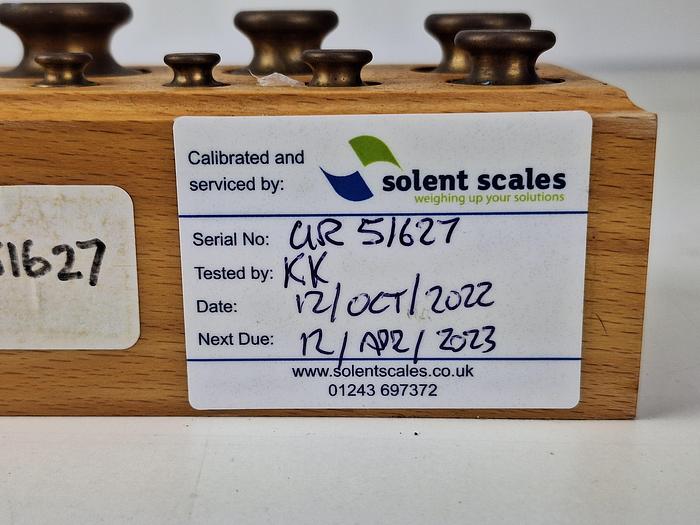 Calibrated and
serviced by:
solent scales
weighing up your solutions
51627
Serial No: GR 51627
Tested by: KK
Date: 12/OCT/2022
Next Due: 12/APR/2023
www.solentscales.co.uk
01243 697372